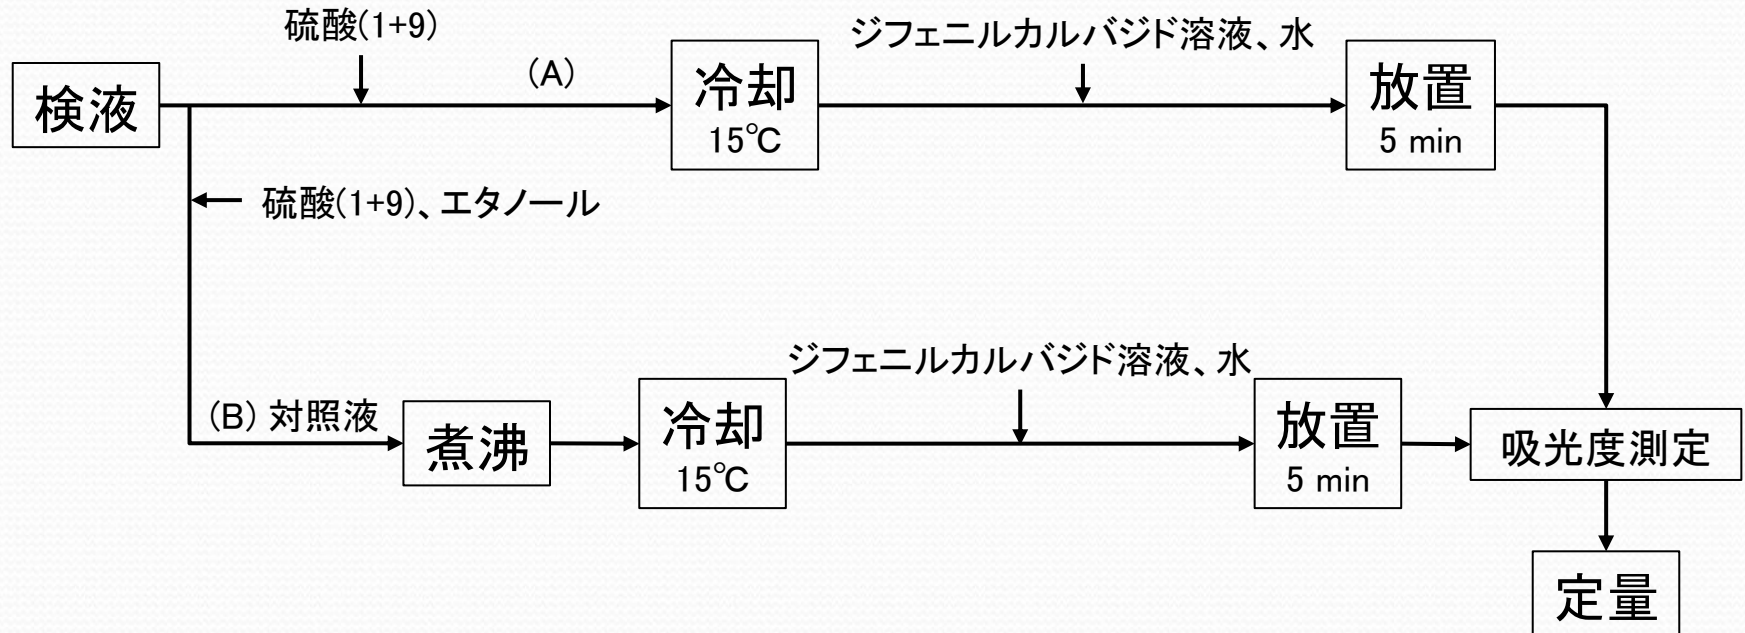 硫酸(1+9)
ジフェニルカルバジド溶液、水
検液
(A)
冷却
15℃
放置
5 min
硫酸(1+9)、エタノール
ジフェニルカルバジド溶液、水
(B) 対照液
煮沸
冷却
15℃
放置
5 min
吸光度測定
定量